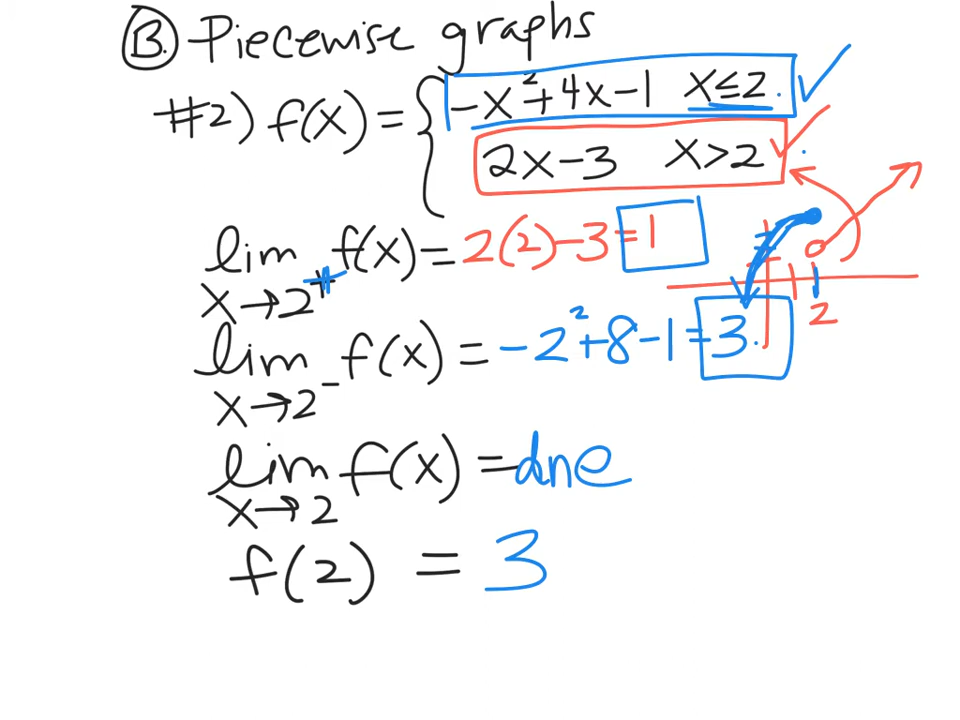 Ⓑ Piecewise graphs
#2) f(x) = { -x²+4x-1 x≤2
2x-3 x>2
lim f(x) = 2(2)-3=1
x→2⁺
lim f(x) = -2²+8-1=3
x→2⁻
lim f(x) = dne
x→2
f(2) = 3
2